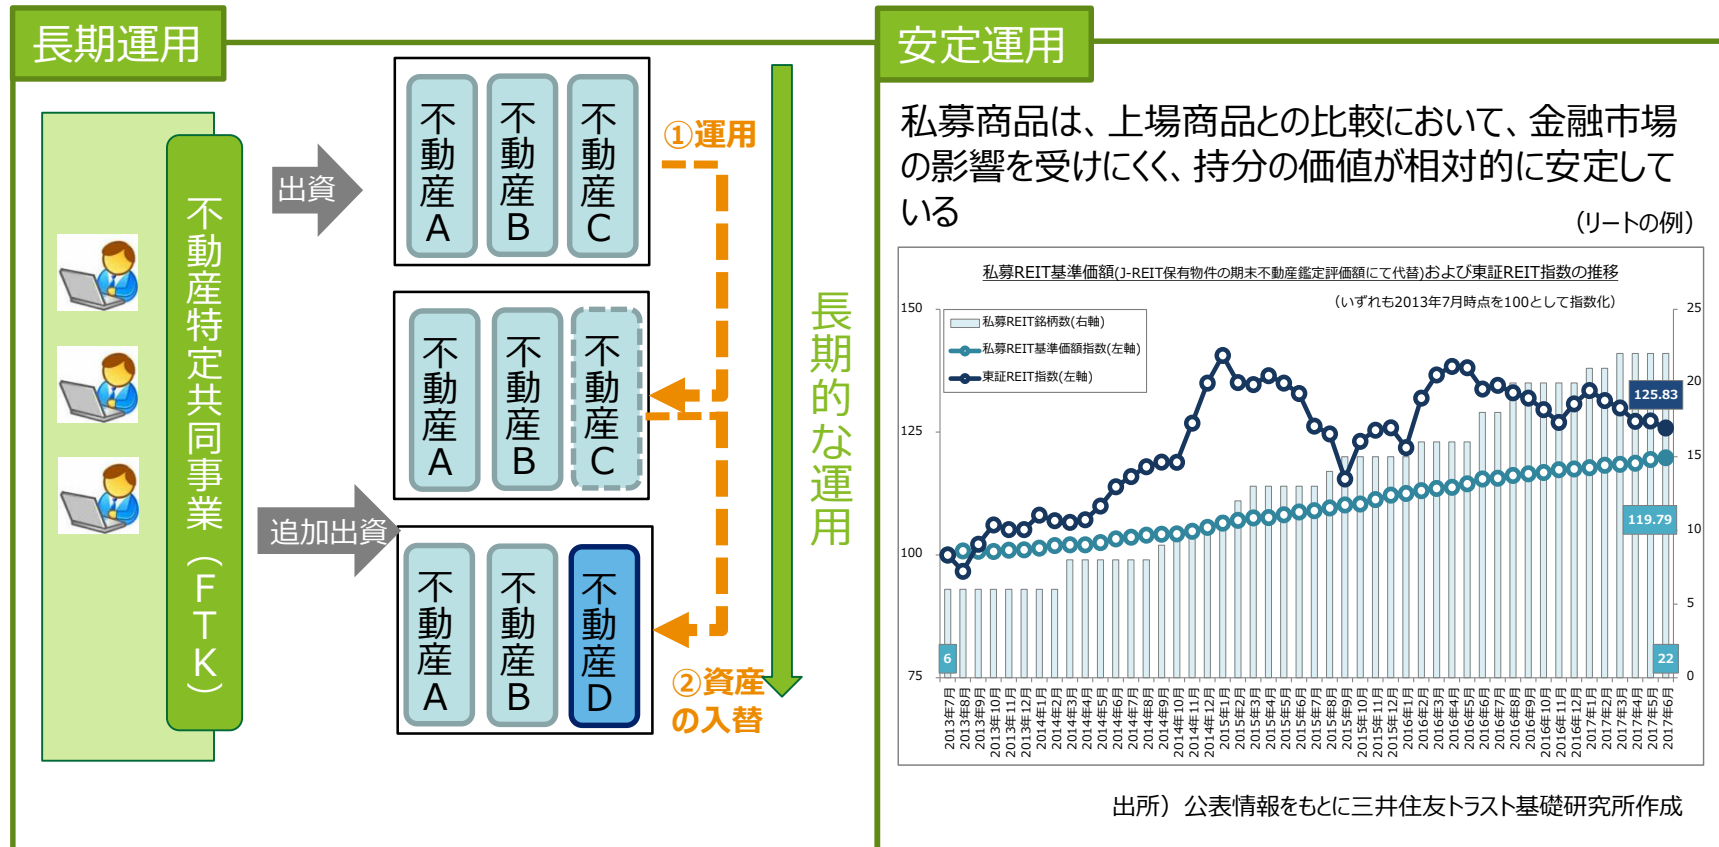 長期運用
不動産特定共同事業（ＦＴＫ）
出資
追加出資
不動産A
不動産B
不動産C
不動産A
不動産B
不動産C
不動産A
不動産B
不動産D
①運用
②資産
の入替
長期的な運用
安定運用
私募商品は、上場商品との比較において、金融市場
の影響を受けにくく、持分の価値が相対的に安定して
いる
（リートの例）
私募REIT基準価額(J-REIT保有物件の期末不動産鑑定評価額にて代替)および東証REIT指数の推移
（いずれも2013年7月時点を100として指数化）
私募REIT銘柄数(右軸)
私募REIT基準価額指数(左軸)
東証REIT指数(左軸)
150
125
100
75
25
20
15
10
5
0
125.83
119.79
6
22
2013年7月
2013年8月
2013年9月
2013年10月
2013年11月
2013年12月
2014年1月
2014年2月
2014年3月
2014年4月
2014年5月
2014年6月
2014年7月
2014年8月
2014年9月
2014年10月
2014年11月
2014年12月
2015年1月
2015年2月
2015年3月
2015年4月
2015年5月
2015年6月
2015年7月
2015年8月
2015年9月
2015年10月
2015年11月
2015年12月
2016年1月
2016年2月
2016年3月
2016年4月
2016年5月
2016年6月
2016年7月
2016年8月
2016年9月
2016年10月
2016年11月
2016年12月
2017年1月
2017年2月
2017年3月
2017年4月
2017年5月
2017年6月
出所）公表情報をもとに三井住友トラスト基礎研究所作成